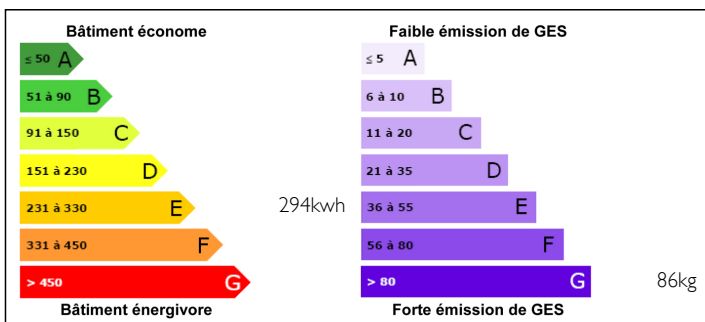 Bâtiment économe
≤ 50 A
51 à 90 B
91 à 150 C
151 à 230 D
231 à 330 E
294kwh
331 à 450 F
> 450 G
Bâtiment énergivore
Faible émission de GES
≤ 5 A
6 à 10 B
11 à 20 C
21 à 35 D
36 à 55 E
56 à 80 F
> 80 G
86kg
Forte émission de GES